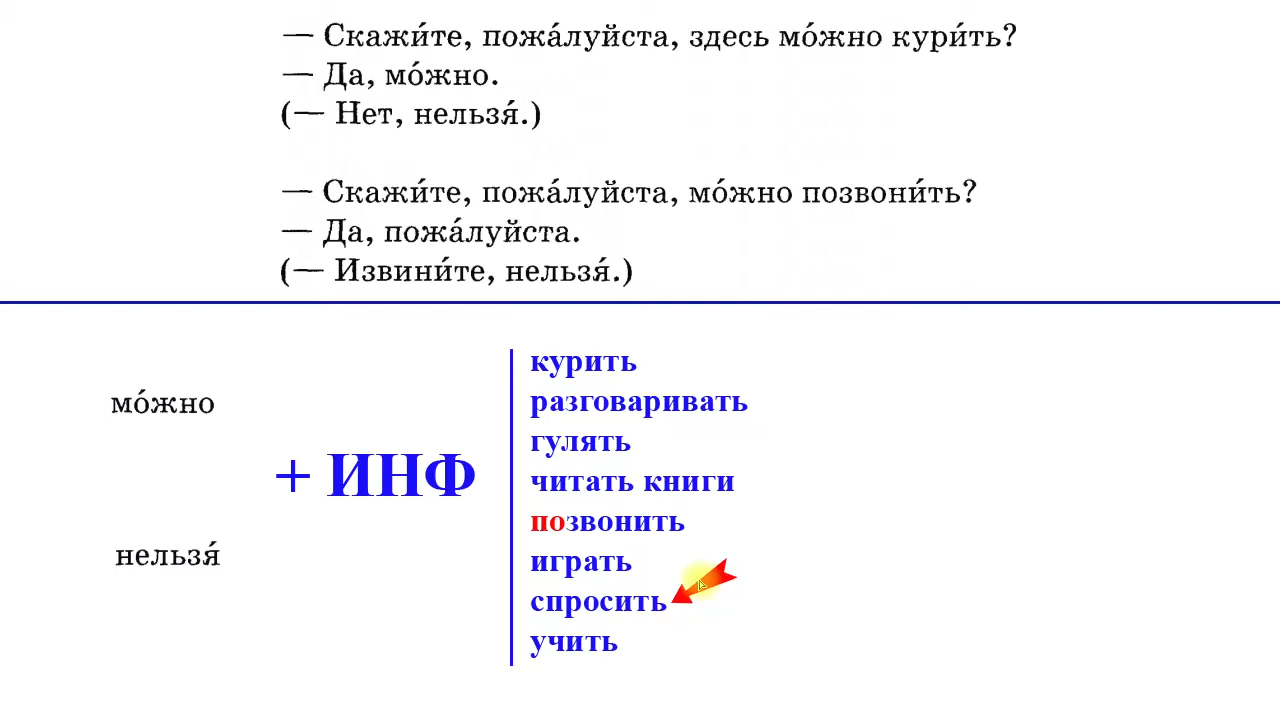 — Скажи́те, пожа́луйста, здесь мо́жно кури́ть?
— Да, мо́жно.
(— Нет, нельзя́.)
— Скажи́те, пожа́луйста, мо́жно позвони́ть?
— Да, пожа́луйста.
(— Извини́те, нельзя́.)
мо́жно
нельзя́
+ ИНФ
курить
разговаривать
гулять
читать книги
позвонить
играть
спросить
учить